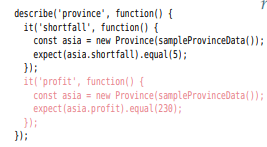 describe('province', function() {
  it('shortfall', function() {
    const asia = new Province(sampleProvinceData());
    expect(asia.shortfall).equal(5);
  });
  it('profit', function() {
    const asia = new Province(sampleProvinceData());
    expect(asia.profit).equal(230);
  });
});